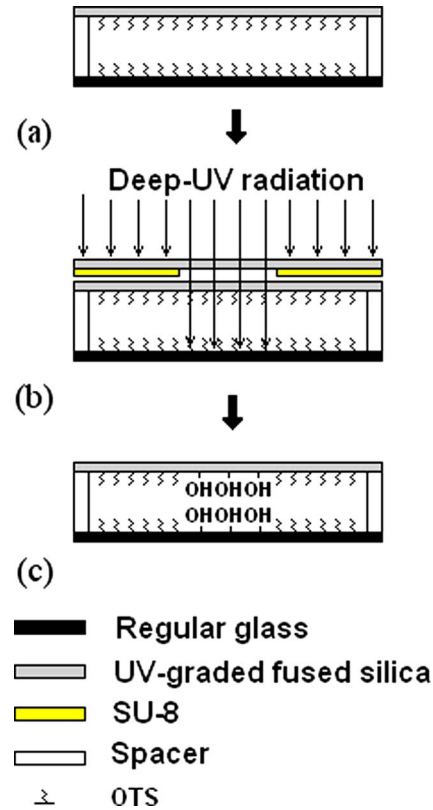 (a)
Deep-UV radiation
(b)
OHOHOH
OHOHOH
(c)
Regular glass
UV-graded fused silica
SU-8
Spacer
OTS